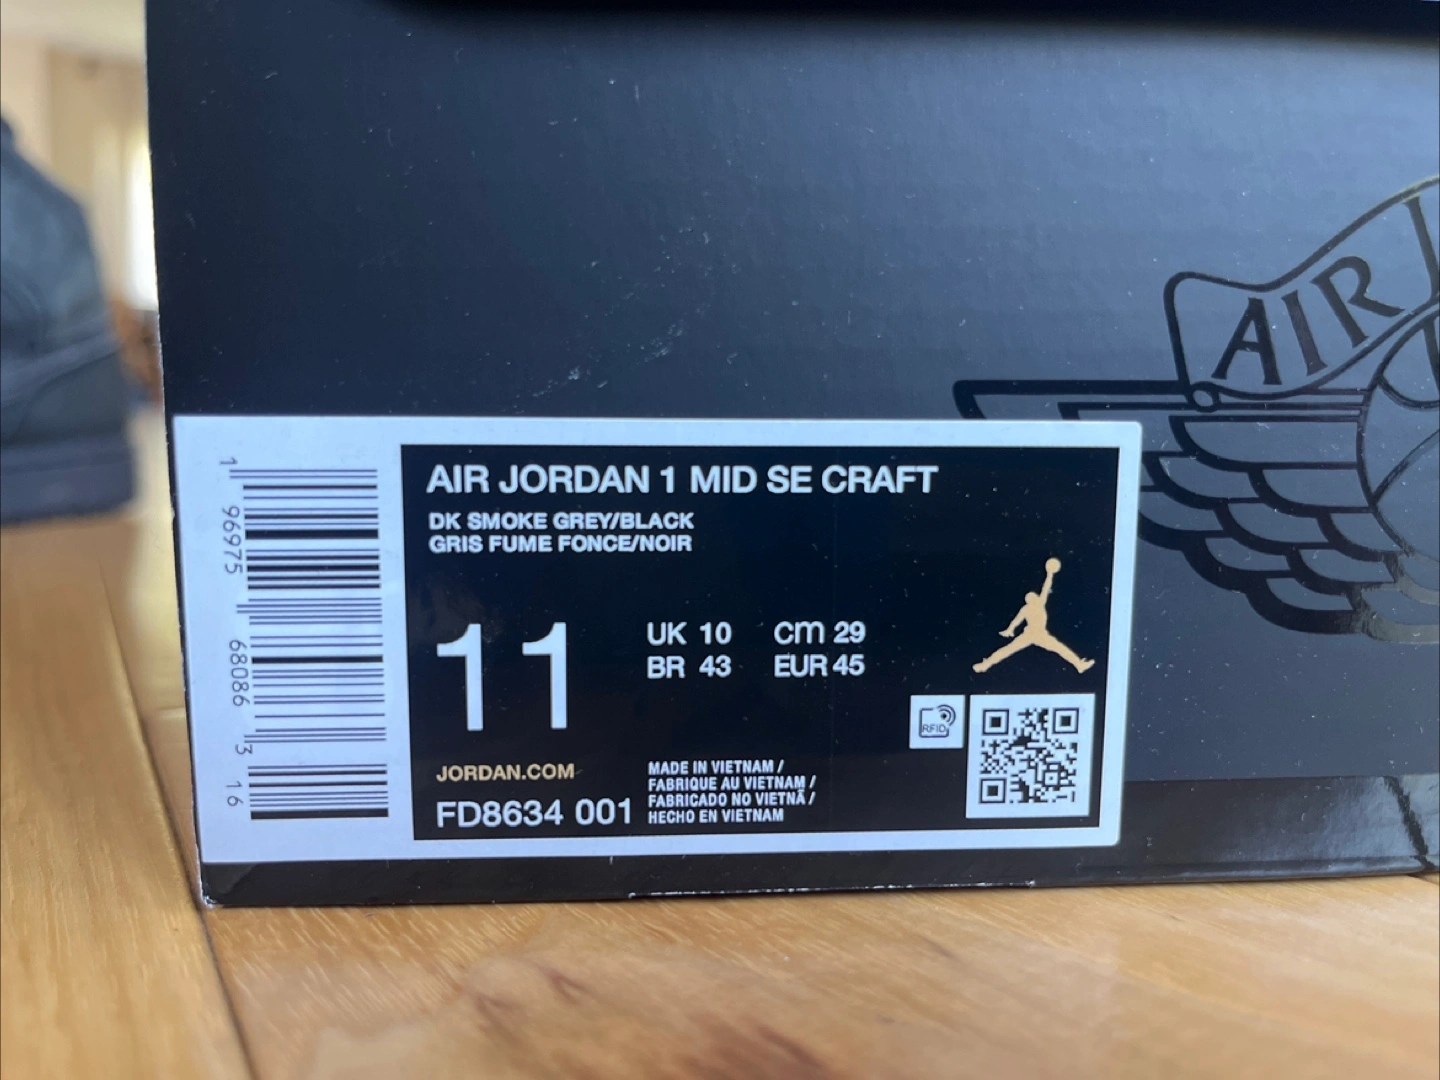 AIR
AIR JORDAN 1 MID SE CRAFT
DK SMOKE GREY/BLACK
GRIS FUME FONCE/NOIR
11
UK 10 cm 29
BR 43 EUR 45
RFID
JORDAN.COM
FD8634 001
MADE IN VIETNAM /
FABRIQUE AU VIETNAM /
FABRICADO NO VIETNÃ /
HECHO EN VIETNAM
1 96975 68086 3 16